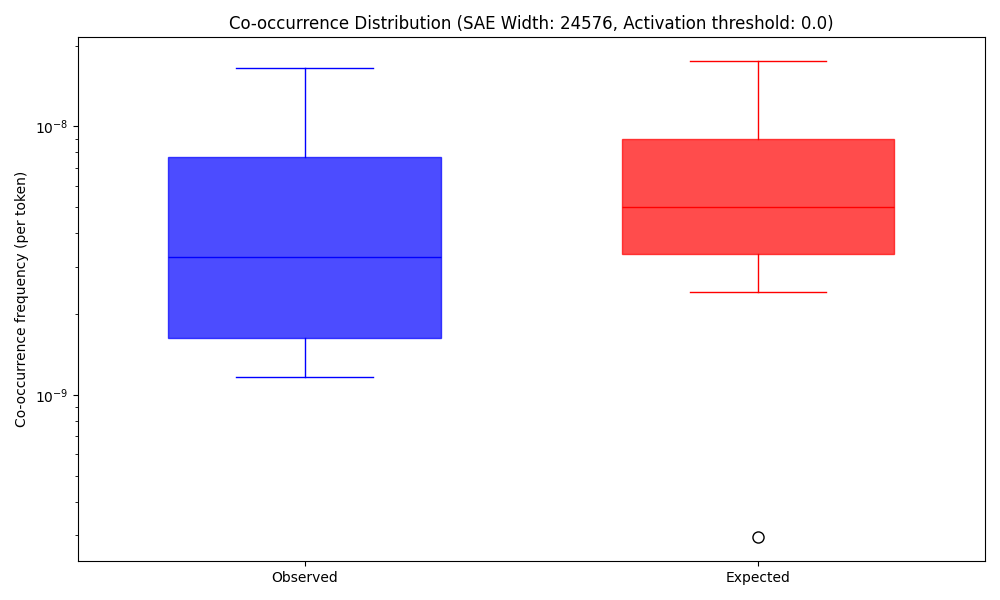 Co-occurrence Distribution (SAE Width: 24576, Activation threshold: 0.0)
Co-occurrence frequency (per token)
10⁻⁸
10⁻⁹
Observed
Expected